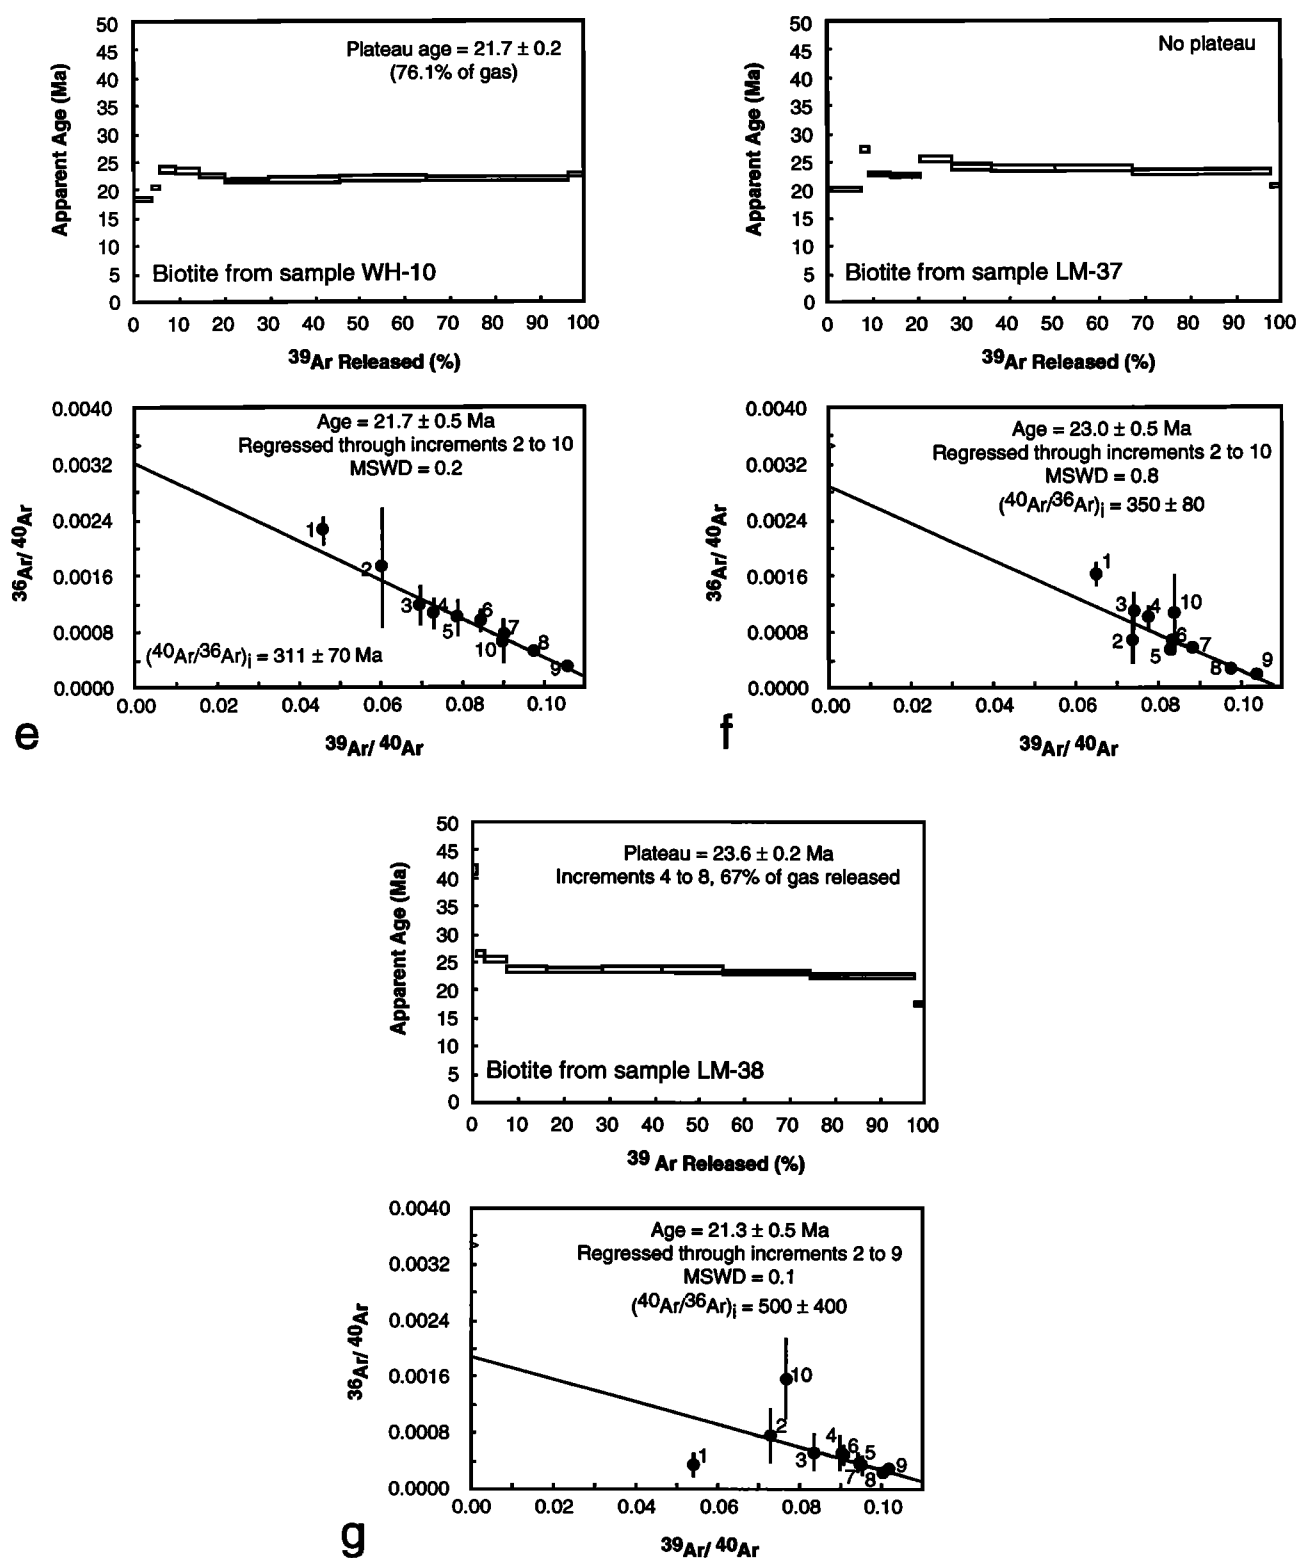 50
45
40
35
30
25
20
15
10
5
0
Apparent Age (Ma)
Plateau age = 21.7 ± 0.2
(76.1% of gas)
Biotite from sample WH-10
0 10 20 30 40 50 60 70 80 90 100
39Ar Released (%)
50
45
40
35
30
25
20
15
10
5
0
Apparent Age (Ma)
No plateau
Biotite from sample LM-37
0 10 20 30 40 50 60 70 80 90 100
39Ar Released (%)
0.0040
0.0032
0.0024
0.0016
0.0008
0.0000
36Ar/ 40Ar
Age = 21.7 ± 0.5 Ma
Regressed through increments 2 to 10
MSWD = 0.2
1
2
3
4
5
6
7
10
8
9
(40Ar/36Ar)i = 311 ± 70 Ma
0.00 0.02 0.04 0.06 0.08 0.10
39Ar/ 40Ar
e
0.0040
0.0032
0.0024
0.0016
0.0008
0.0000
36Ar/ 40Ar
Age = 23.0 ± 0.5 Ma
Regressed through increments 2 to 10
MSWD = 0.8
(40Ar/36Ar)i = 350 ± 80
1
3
4
10
2
5
6
7
8
9
0.00 0.02 0.04 0.06 0.08 0.10
39Ar/ 40Ar
f
50
45
40
35
30
25
20
15
10
5
0
Apparent Age (Ma)
Plateau = 23.6 ± 0.2 Ma
Increments 4 to 8, 67% of gas released
Biotite from sample LM-38
0 10 20 30 40 50 60 70 80 90 100
39 Ar Released (%)
0.0040
0.0032
0.0024
0.0016
0.0008
0.0000
36Ar/ 40Ar
Age = 21.3 ± 0.5 Ma
Regressed through increments 2 to 9
MSWD = 0.1
(40Ar/36Ar)i = 500 ± 400
10
2
1
3
4
6
5
7
8
9
0.00 0.02 0.04 0.06 0.08 0.10
39Ar/ 40Ar
g